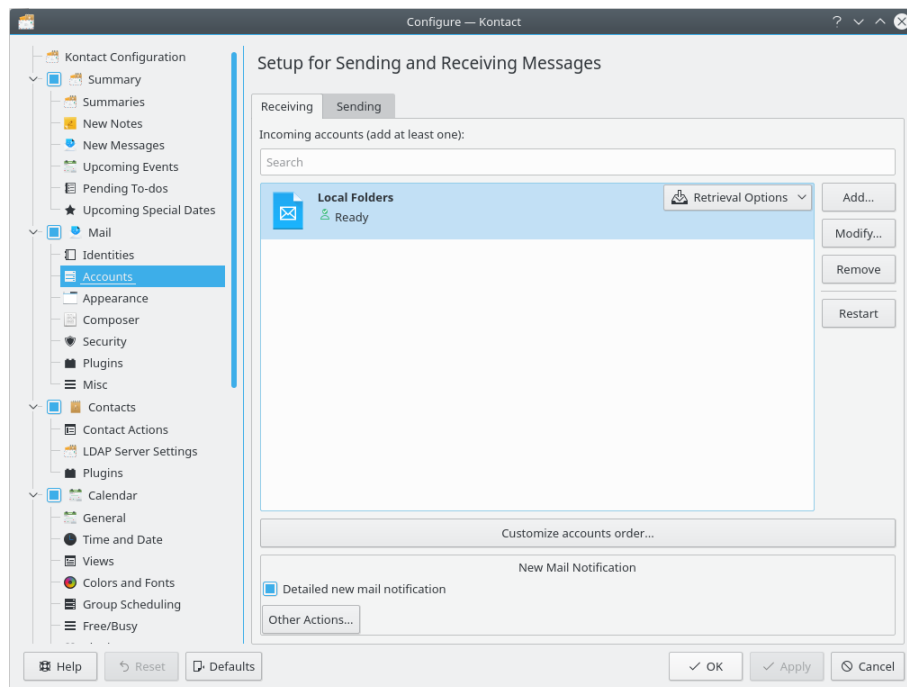 Configure — Kontact
Kontact Configuration
Summary
Summaries
New Notes
New Messages
Upcoming Events
Pending To-dos
Upcoming Special Dates
Mail
Identities
Accounts
Appearance
Composer
Security
Plugins
Misc
Contacts
Contact Actions
LDAP Server Settings
Plugins
Calendar
General
Time and Date
Views
Colors and Fonts
Group Scheduling
Free/Busy
Setup for Sending and Receiving Messages
Receiving Sending
Incoming accounts (add at least one):
Search
Local Folders
Ready
Retrieval Options
Add...
Modify...
Remove
Restart
Customize accounts order...
New Mail Notification
Detailed new mail notification
Other Actions...
Help Reset Defaults OK Apply Cancel